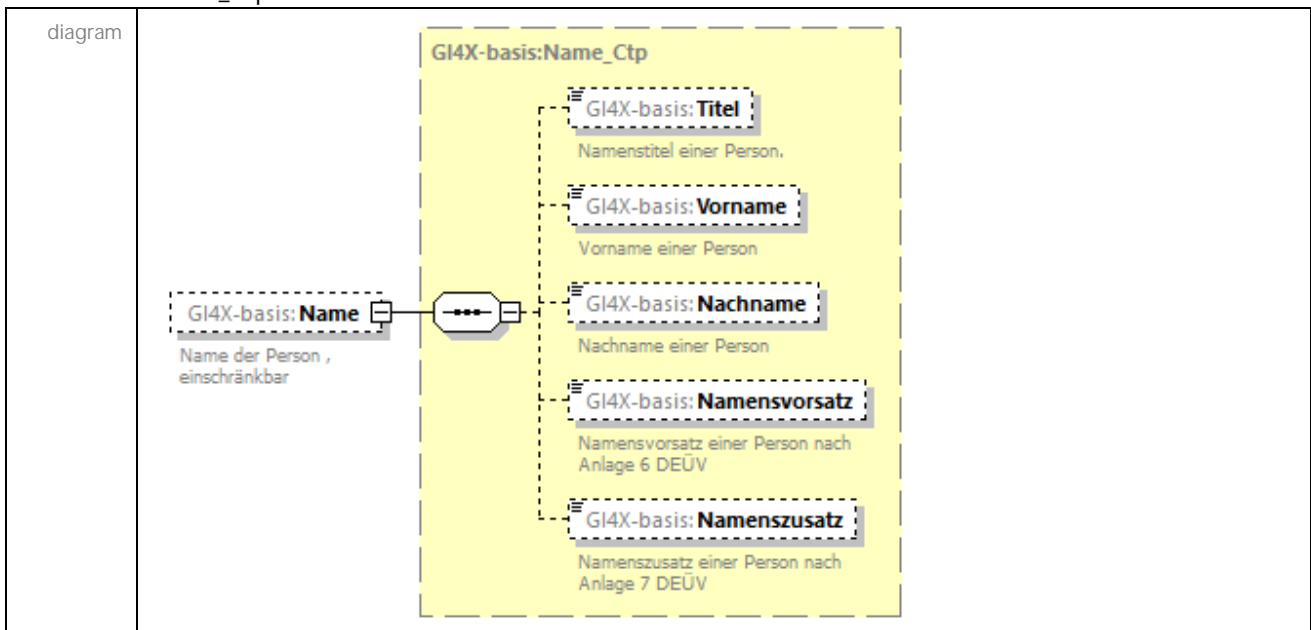 diagram
GI4X-basis:Name_Ctp
GI4X-basis:Titel
Namenstitel einer Person.
GI4X-basis:Vorname
Vorname einer Person
GI4X-basis:Name
Name der Person ,
einschränkbar
GI4X-basis:Nachname
Nachname einer Person
GI4X-basis:Namensvorsatz
Namensvorsatz einer Person nach
Anlage 6 DEÜV
GI4X-basis:Namenszusatz
Namenszusatz einer Person nach
Anlage 7 DEÜV